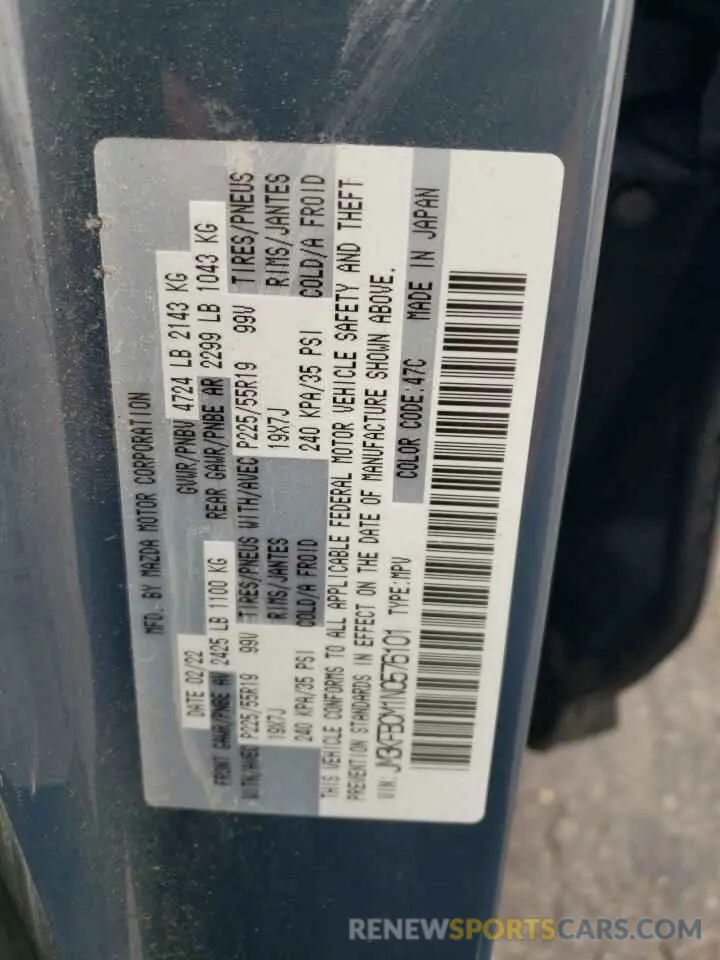 MFD. BY MAZDA MOTOR CORPORATION
DATE 02/22 GVWR/PNBV 4724 LB 2143 KG
FRONT GAWR/PNBE AV 2425 LB 1100 KG REAR GAWR/PNBE AR 2299 LB 1043 KG
WITH/AVEC P225/55R19 99V TIRES/PNEUS WITH/AVEC P225/55R19 99V TIRES/PNEUS
19X7J RIMS/JANTES 19X7J RIMS/JANTES
240 KPA/35 PSI COLD/A FROID 240 KPA/35 PSI COLD/A FROID
THIS VEHICLE CONFORMS TO ALL APPLICABLE FEDERAL MOTOR VEHICLE SAFETY AND THEFT
PREVENTION STANDARDS IN EFFECT ON THE DATE OF MANUFACTURE SHOWN ABOVE.
VIN: JM3KFBCM1N0576101 TYPE:MPV COLOR CODE:47C MADE IN JAPAN
RENEWSPORTSCARS.COM